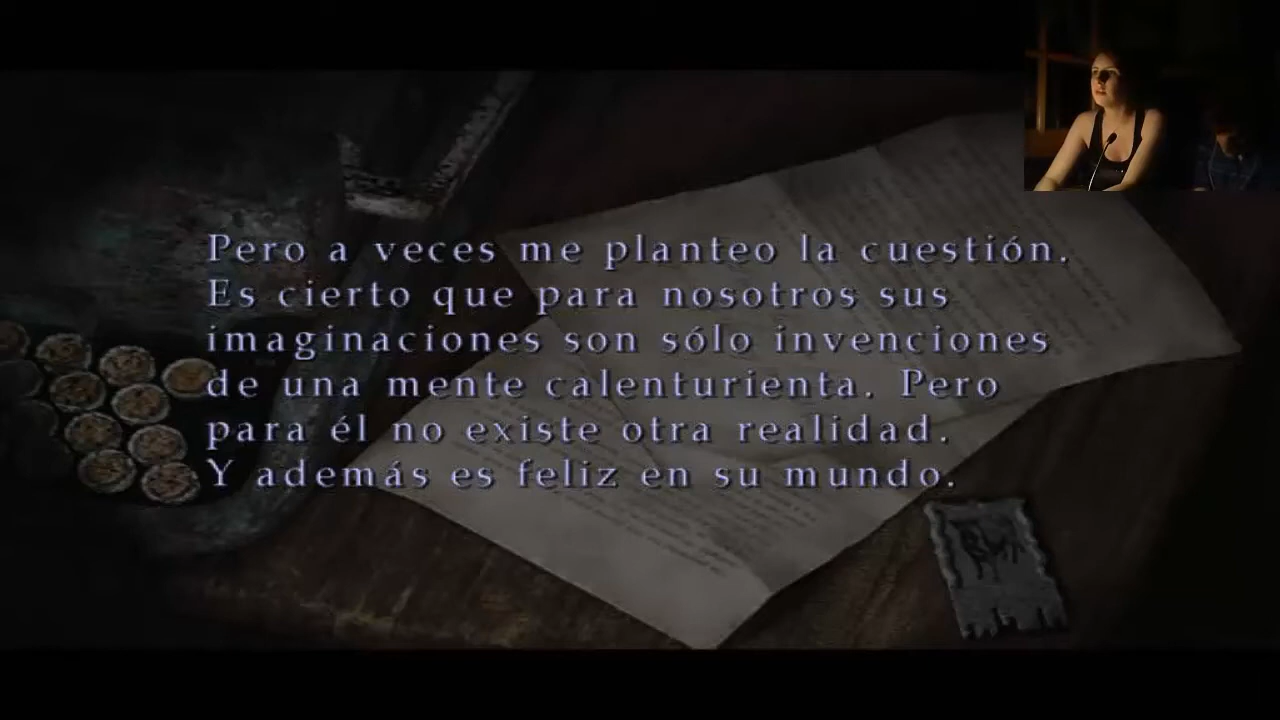 Pero a veces me planteo la cuestión.
Es cierto que para nosotros sus
imaginaciones son sólo invenciones
de una mente calenturienta. Pero
para él no existe otra realidad.
Y además es feliz en su mundo.